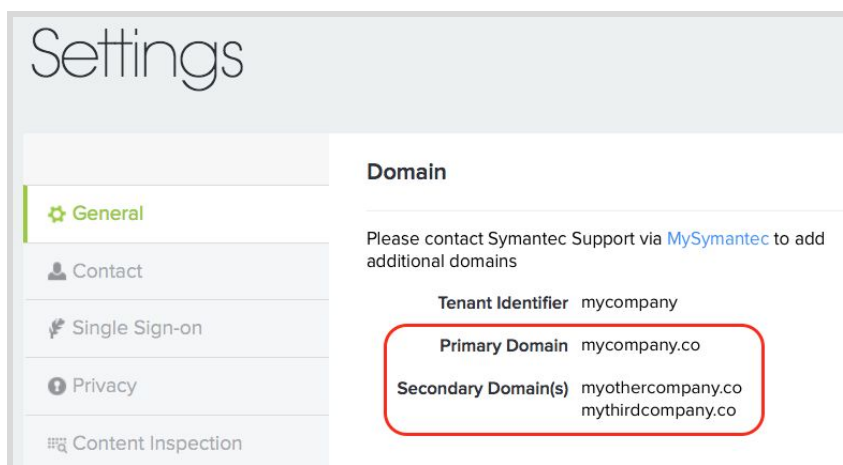 Settings
General
Contact
Single Sign-on
Privacy
Content Inspection
Domain
Please contact Symantec Support via MySymantec to add
additional domains
Tenant Identifier mycompany
Primary Domain mycompany.co
Secondary Domain(s) myothercompany.co
mythirdcompany.co